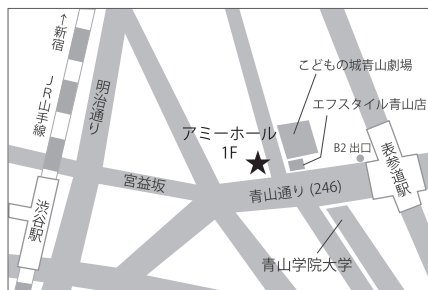 ←新宿
JR山手線
明治通り
こどもの城青山劇場
エフスタイル青山店
アミーホール
1F
B2 出口
表参道駅
宮益坂
青山通り (246)
渋谷駅
青山学院大学